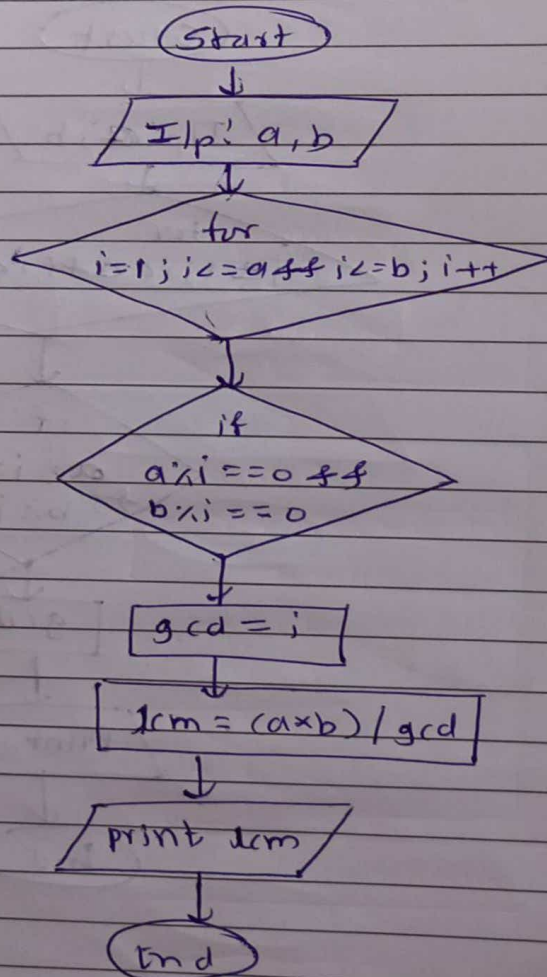 Start
I/p: a, b
for
i=1; i<=a && i<=b; i++
if
a%i==0 &&
b%i==0
gcd = i
lcm = (a×b) / gcd
print lcm
End